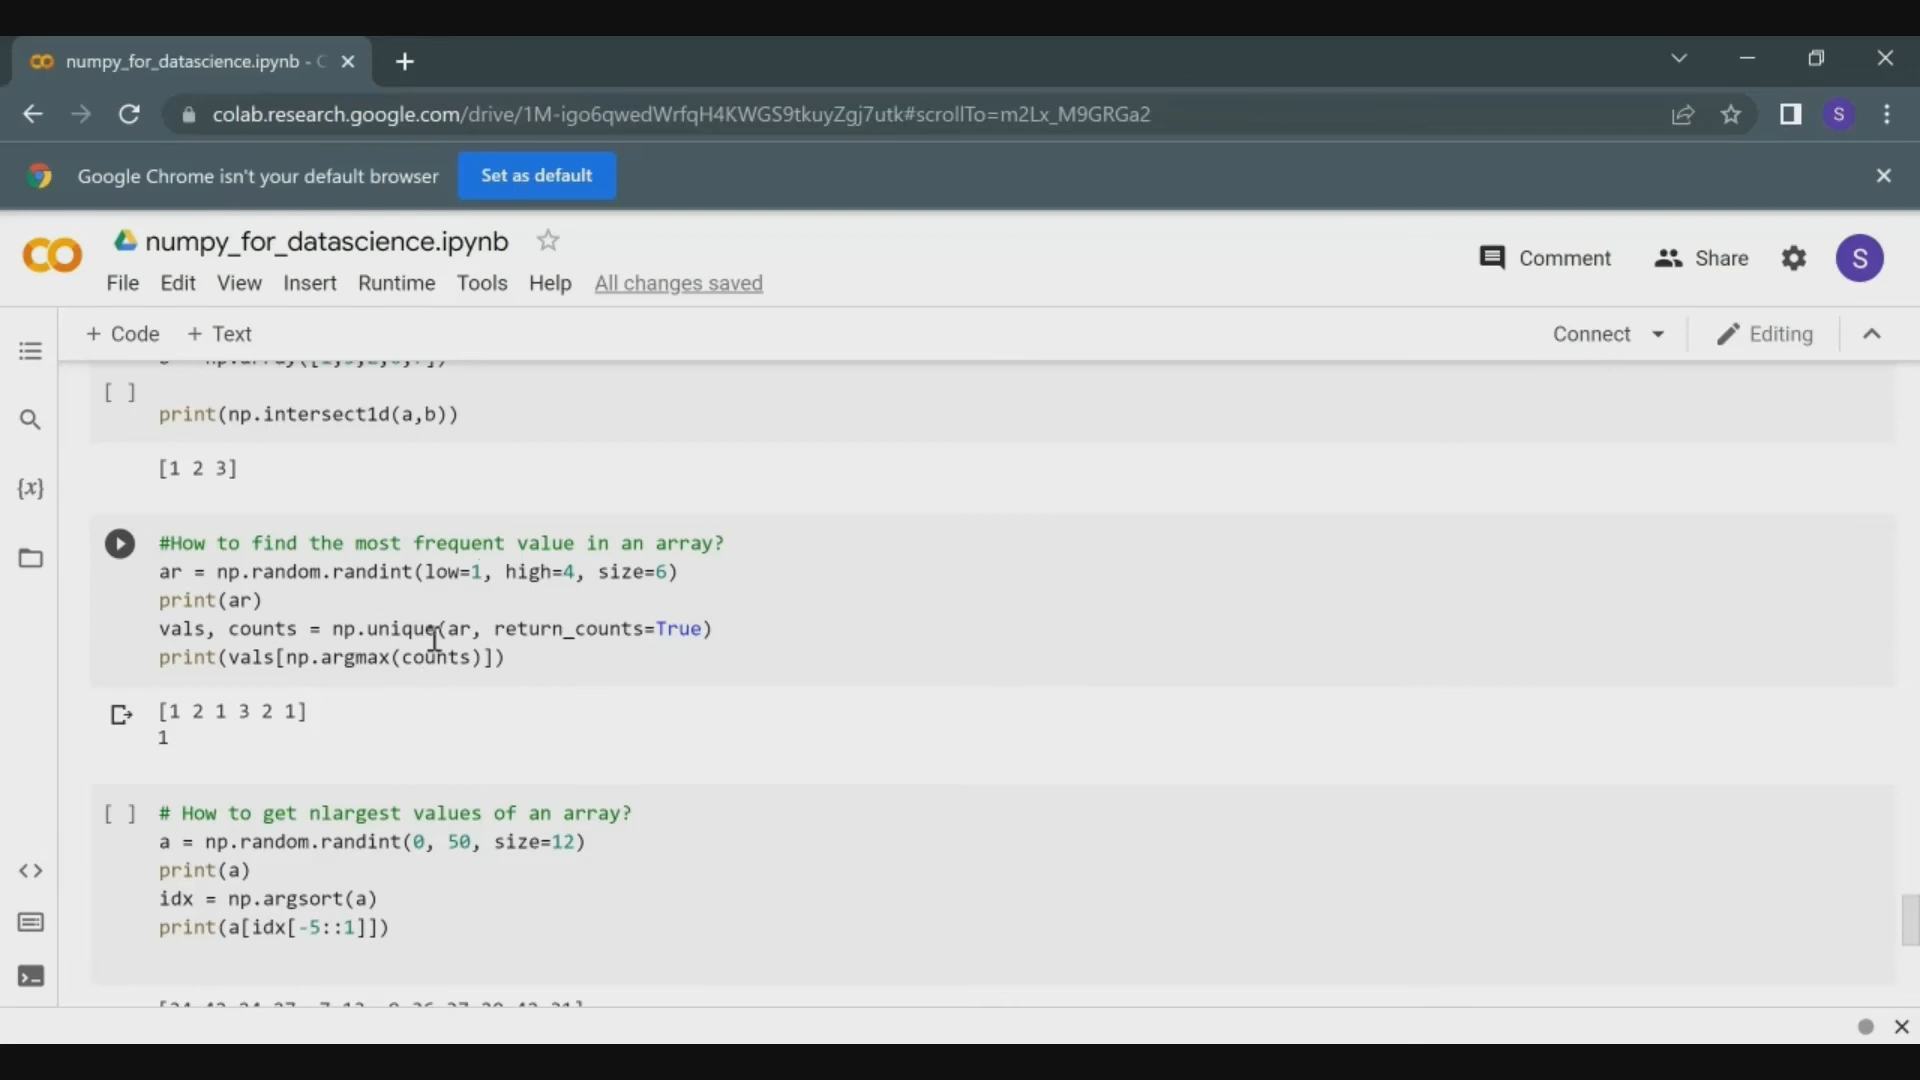 numpy_for_datascience.ipynb - C
colab.research.google.com/drive/1M-igo6qwedWrfqH4KWGS9tkuyZgj7utk#scrollTo=m2Lx_M9GRGa2
S
Google Chrome isn't your default browser
Set as default
numpy_for_datascience.ipynb
Comment
Share
S
File Edit View Insert Runtime Tools Help All changes saved
+ Code + Text
Connect
Editing
[ ]
print(np.intersect1d(a,b))
[1 2 3]
{x}
#How to find the most frequent value in an array?
ar = np.random.randint(low=1, high=4, size=6)
print(ar)
vals, counts = np.unique(ar, return_counts=True)
print(vals[np.argmax(counts)])
[1 2 1 3 2 1]
1
[ ] # How to get nlargest values of an array?
a = np.random.randint(0, 50, size=12)
print(a)
idx = np.argsort(a)
print(a[idx[-5::1]])